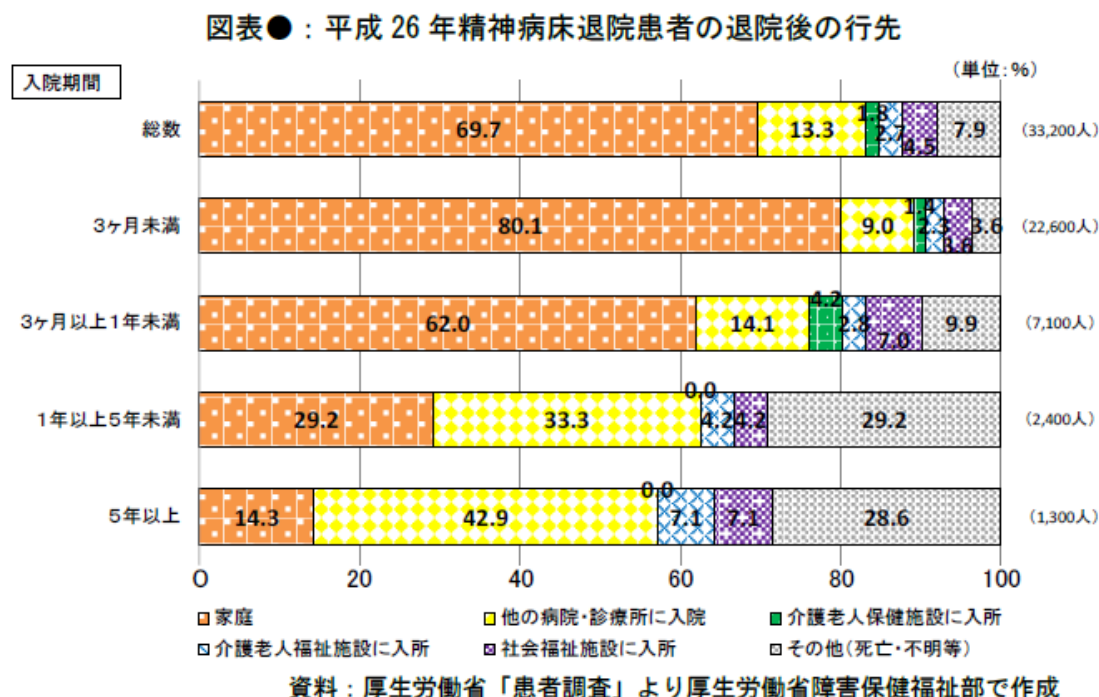 図表●：平成 26 年精神病床退院患者の退院後の行先
入院期間
（単位：％）
総数 69.7 13.3 1.8 2.7 4.5 7.9 （33,200人）
3ヶ月未満 80.1 9.0 1.4 2.3 3.6 3.6 （22,600人）
3ヶ月以上1年未満 62.0 14.1 4.2 2.8 7.0 9.9 （7,100人）
1年以上5年未満 29.2 33.3 0.0 4.2 4.2 29.2 （2,400人）
5年以上 14.3 42.9 0.0 7.1 7.1 28.6 （1,300人）
0 20 40 60 80 100
家庭 他の病院・診療所に入院 介護老人保健施設に入所
介護老人福祉施設に入所 社会福祉施設に入所 その他（死亡・不明等）
資料：厚生労働省「患者調査」より厚生労働省障害保健福祉部で作成